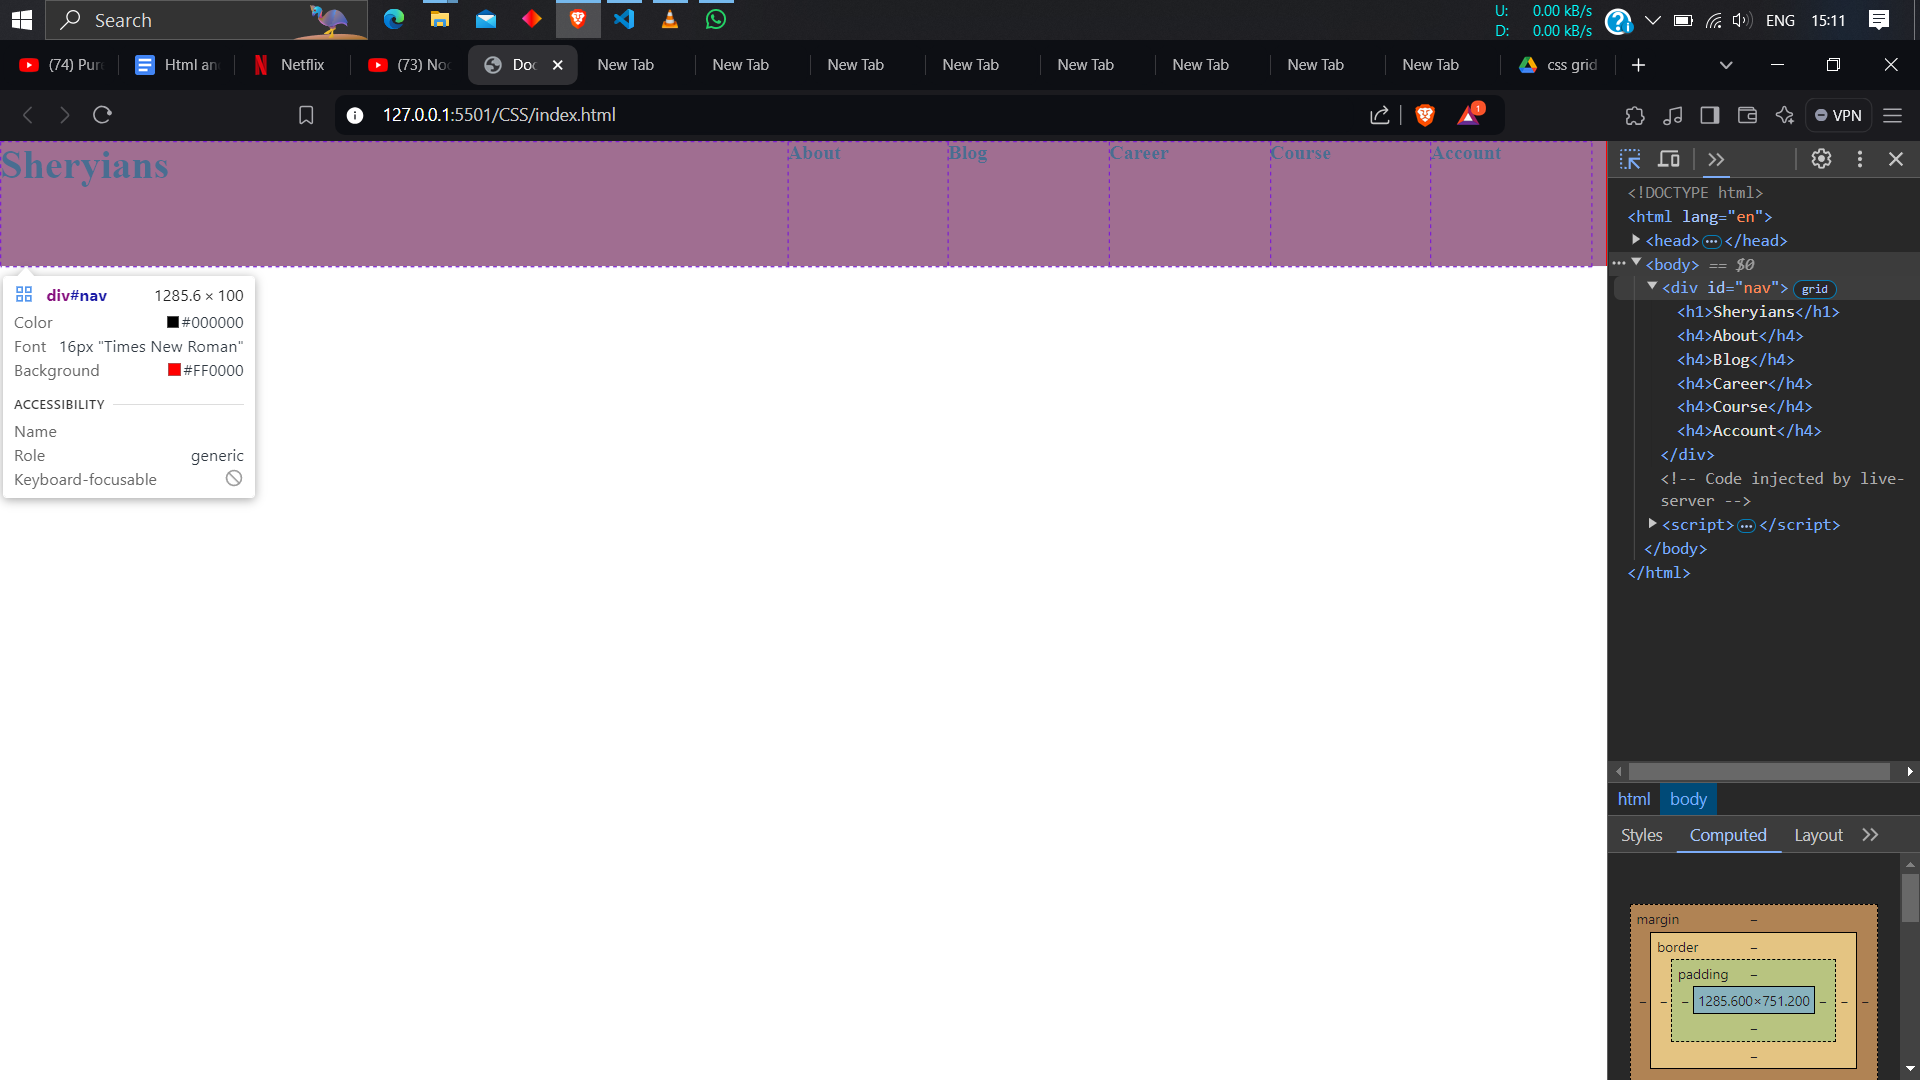 Search
U: 0.00 kB/s
D: 0.00 kB/s
ENG
15:11
(74) Pur
Html an
Netflix
(73) No
Doc
New Tab
New Tab
New Tab
New Tab
New Tab
New Tab
New Tab
New Tab
css grid
127.0.0.1:5501/CSS/index.html
1
VPN
Sheryians
About
Blog
Career
Course
Account
div#nav 1285.6 × 100
Color #000000
Font 16px "Times New Roman"
Background #FF0000
ACCESSIBILITY
Name
Role generic
Keyboard-focusable
<!DOCTYPE html>
<html lang="en">
<head>…</head>
<body> == $0
<div id="nav"> grid
<h1>Sheryians</h1>
<h4>About</h4>
<h4>Blog</h4>
<h4>Career</h4>
<h4>Course</h4>
<h4>Account</h4>
</div>
<!-- Code injected by live-
server -->
<script>…</script>
</body>
</html>
html body
Styles Computed Layout
margin –
border –
padding –
– – – 1285.600×751.200 – – –
–
–